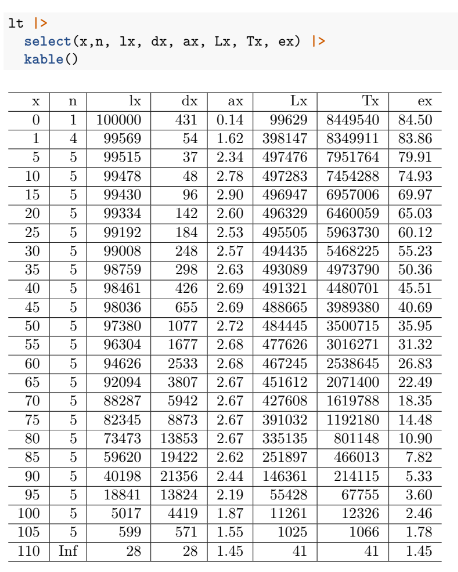 lt |>
select(x,n, lx, dx, ax, Lx, Tx, ex) |>
kable()
x n lx dx ax Lx Tx ex
0 1 100000 431 0.14 99629 8449540 84.50
1 4 99569 54 1.62 398147 8349911 83.86
5 5 99515 37 2.34 497476 7951764 79.91
10 5 99478 48 2.78 497283 7454288 74.93
15 5 99430 96 2.90 496947 6957006 69.97
20 5 99334 142 2.60 496329 6460059 65.03
25 5 99192 184 2.53 495505 5963730 60.12
30 5 99008 248 2.57 494435 5468225 55.23
35 5 98759 298 2.63 493089 4973790 50.36
40 5 98461 426 2.69 491321 4480701 45.51
45 5 98036 655 2.69 488665 3989380 40.69
50 5 97380 1077 2.72 484445 3500715 35.95
55 5 96304 1677 2.68 477626 3016271 31.32
60 5 94626 2533 2.68 467245 2538645 26.83
65 5 92094 3807 2.67 451612 2071400 22.49
70 5 88287 5942 2.67 427608 1619788 18.35
75 5 82345 8873 2.67 391032 1192180 14.48
80 5 73473 13853 2.67 335135 801148 10.90
85 5 59620 19422 2.62 251897 466013 7.82
90 5 40198 21356 2.44 146361 214115 5.33
95 5 18841 13824 2.19 55428 67755 3.60
100 5 5017 4419 1.87 11261 12326 2.46
105 5 599 571 1.55 1025 1066 1.78
110 Inf 28 28 1.45 41 41 1.45